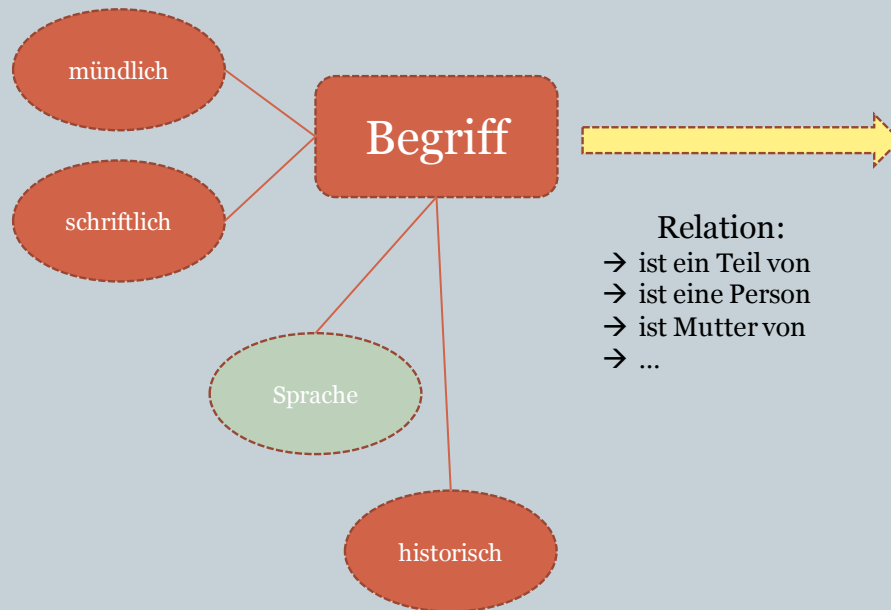 mündlich
Begriff
schriftlich
Relation:
→ ist ein Teil von
→ ist eine Person
→ ist Mutter von
→ ...
Sprache
historisch